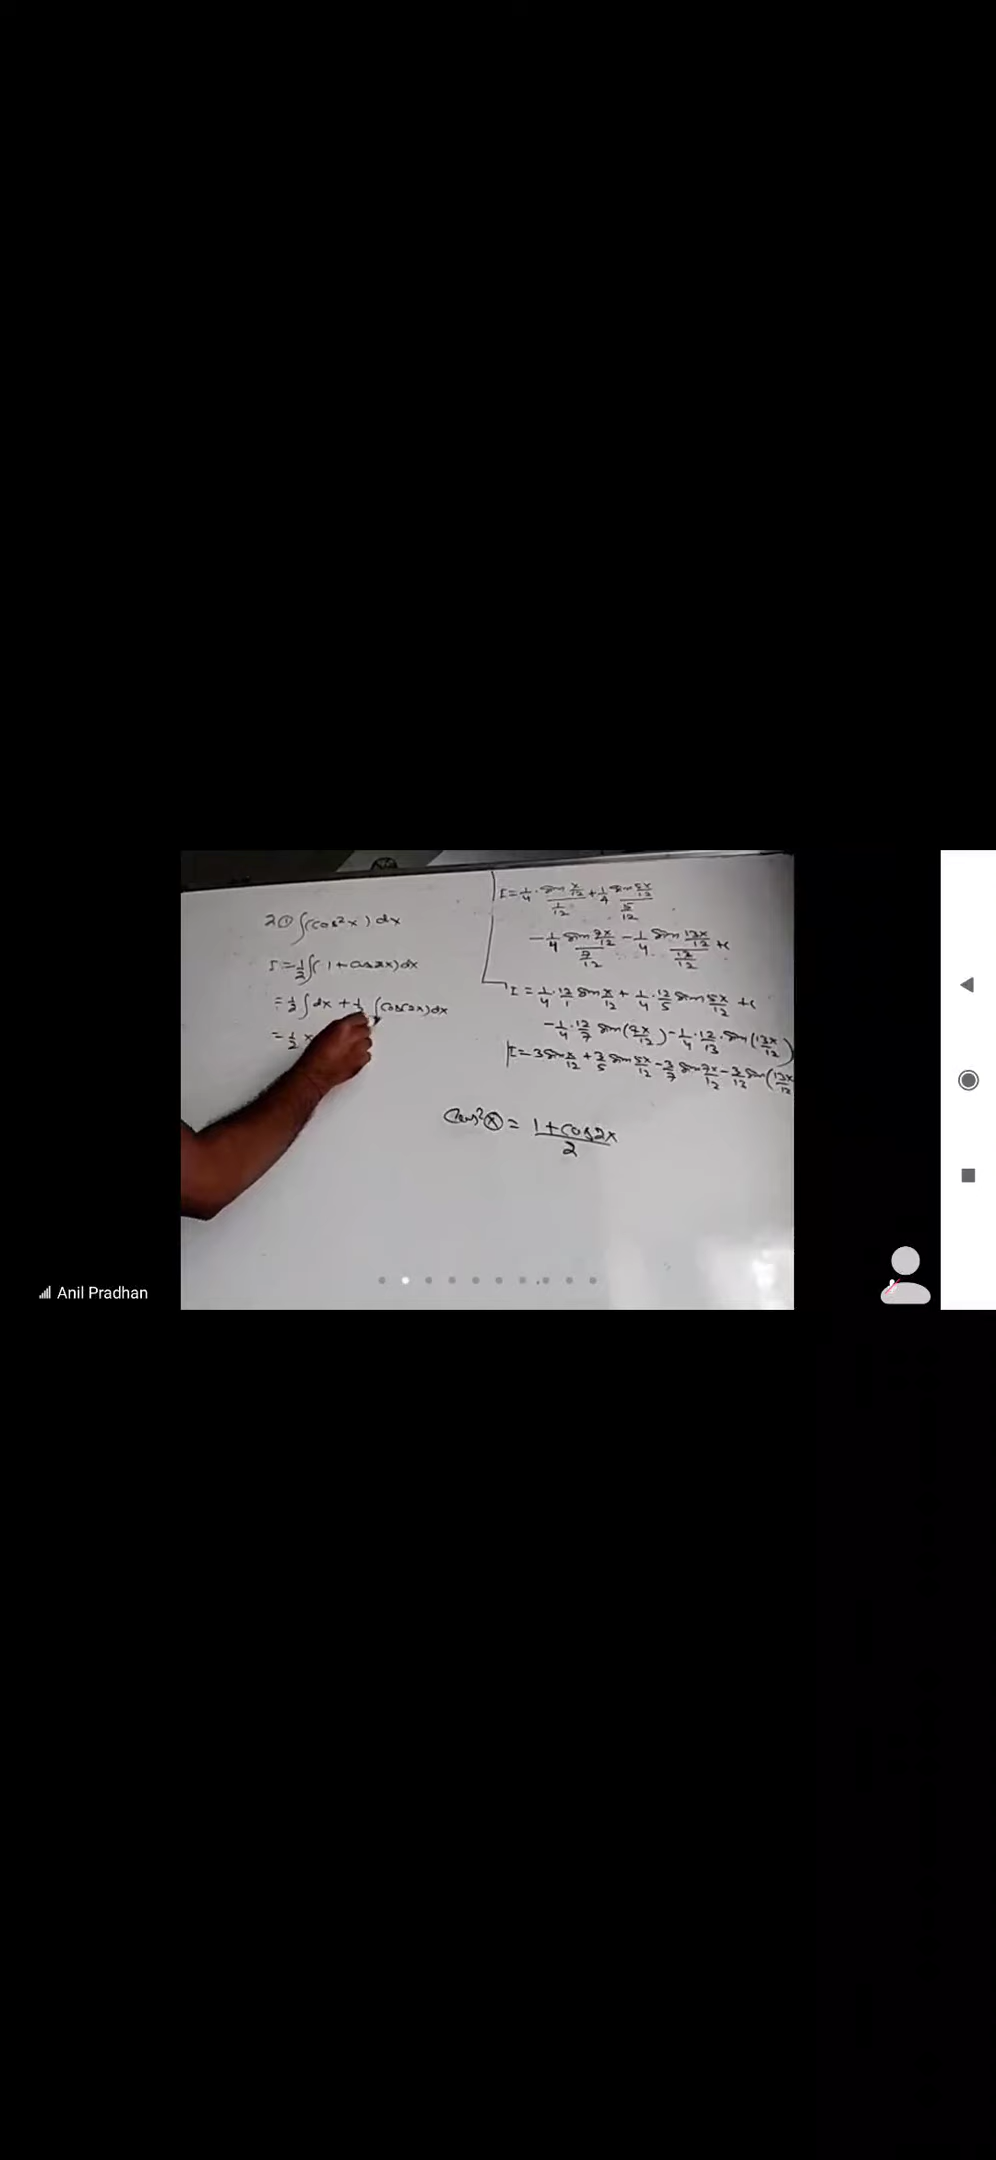 2① ∫(cos²x) dx
I = 1/2 ∫(1 + cos2x) dx
= 1/2 ∫dx + 1/2 ∫cos(2x) dx
= 1/2 x
I = 1/4 · sin x/12 / 1/12 + 1/4 sin 5x/12 / 5/12
- 1/4 sin 7x/12 / 7/12 - 1/4 sin 13x/12 / 13/12 + c
I = 1/4 · 12/1 sin x/12 + 1/4 · 12/5 sin 5x/12 + c
- 1/4 · 12/7 sin(7x/12) - 1/4 · 12/13 · sin(13x/12)
I = 3 sin x/12 + 3/5 sin 5x/12 - 3/7 sin 7x/12 - 3/13 sin(13x/12
Cos²x = 1 + cos2x / 2
Anil Pradhan